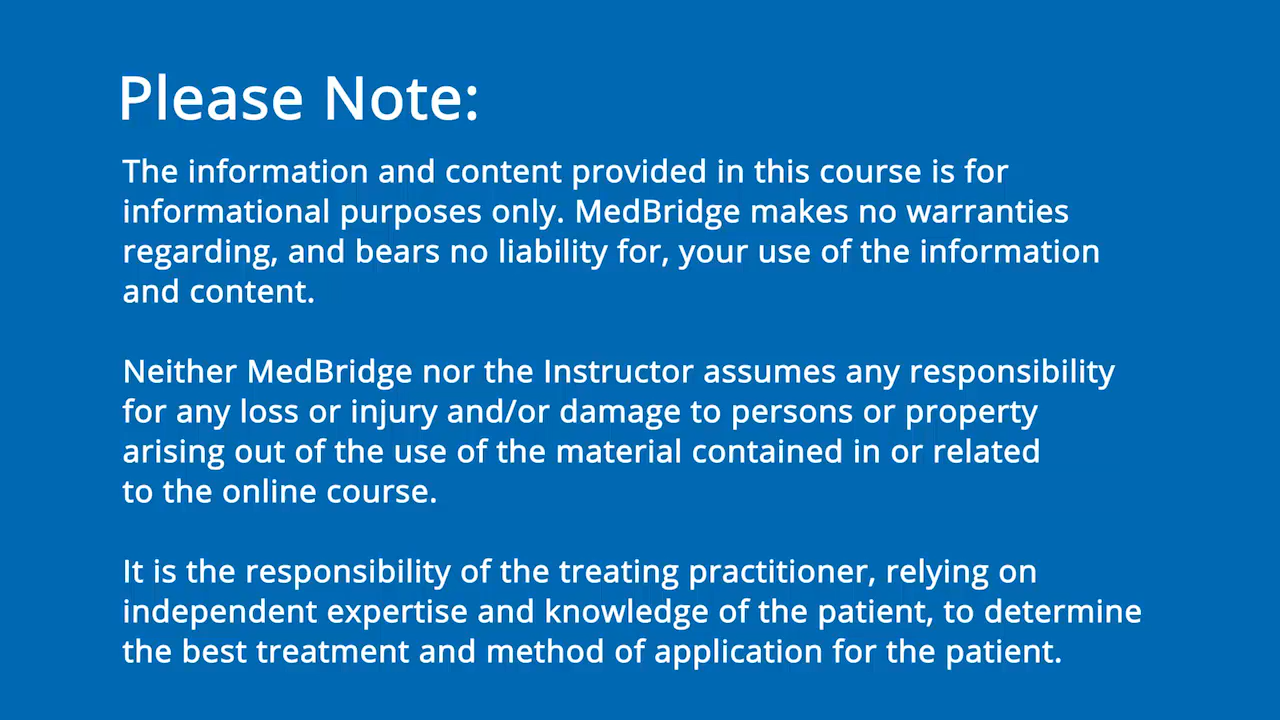 Please Note:
The information and content provided in this course is for
informational purposes only. MedBridge makes no warranties
regarding, and bears no liability for, your use of the information
and content.
Neither MedBridge nor the Instructor assumes any responsibility
for any loss or injury and/or damage to persons or property
arising out of the use of the material contained in or related
to the online course.
It is the responsibility of the treating practitioner, relying on
independent expertise and knowledge of the patient, to determine
the best treatment and method of application for the patient.